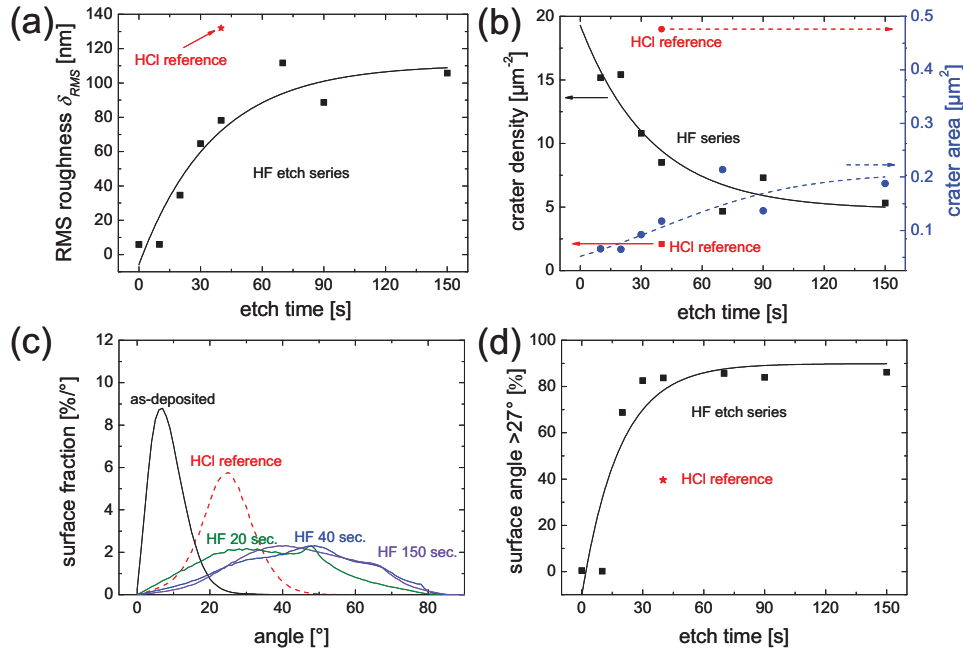 (a)
140
120
100
80
60
40
20
0
RMS roughness δRMS [nm]
HCl reference
HF etch series
0 30 60 90 120 150
etch time [s]
(b)
20
15
10
5
0
crater density [µm-2]
HCl reference
HF series
HCl reference
0.5
0.4
0.3
0.2
0.1
crater area [µm2]
0 30 60 90 120 150
etch time [s]
(c)
12
10
8
6
4
2
0
surface fraction [%/°]
as-deposited
HCl reference
HF 20 sec.
HF 40 sec.
HF 150 sec.
0 20 40 60 80
angle [°]
(d)
100
80
60
40
20
0
surface angle >27° [%]
HF etch series
HCl reference
0 30 60 90 120 150
etch time [s]